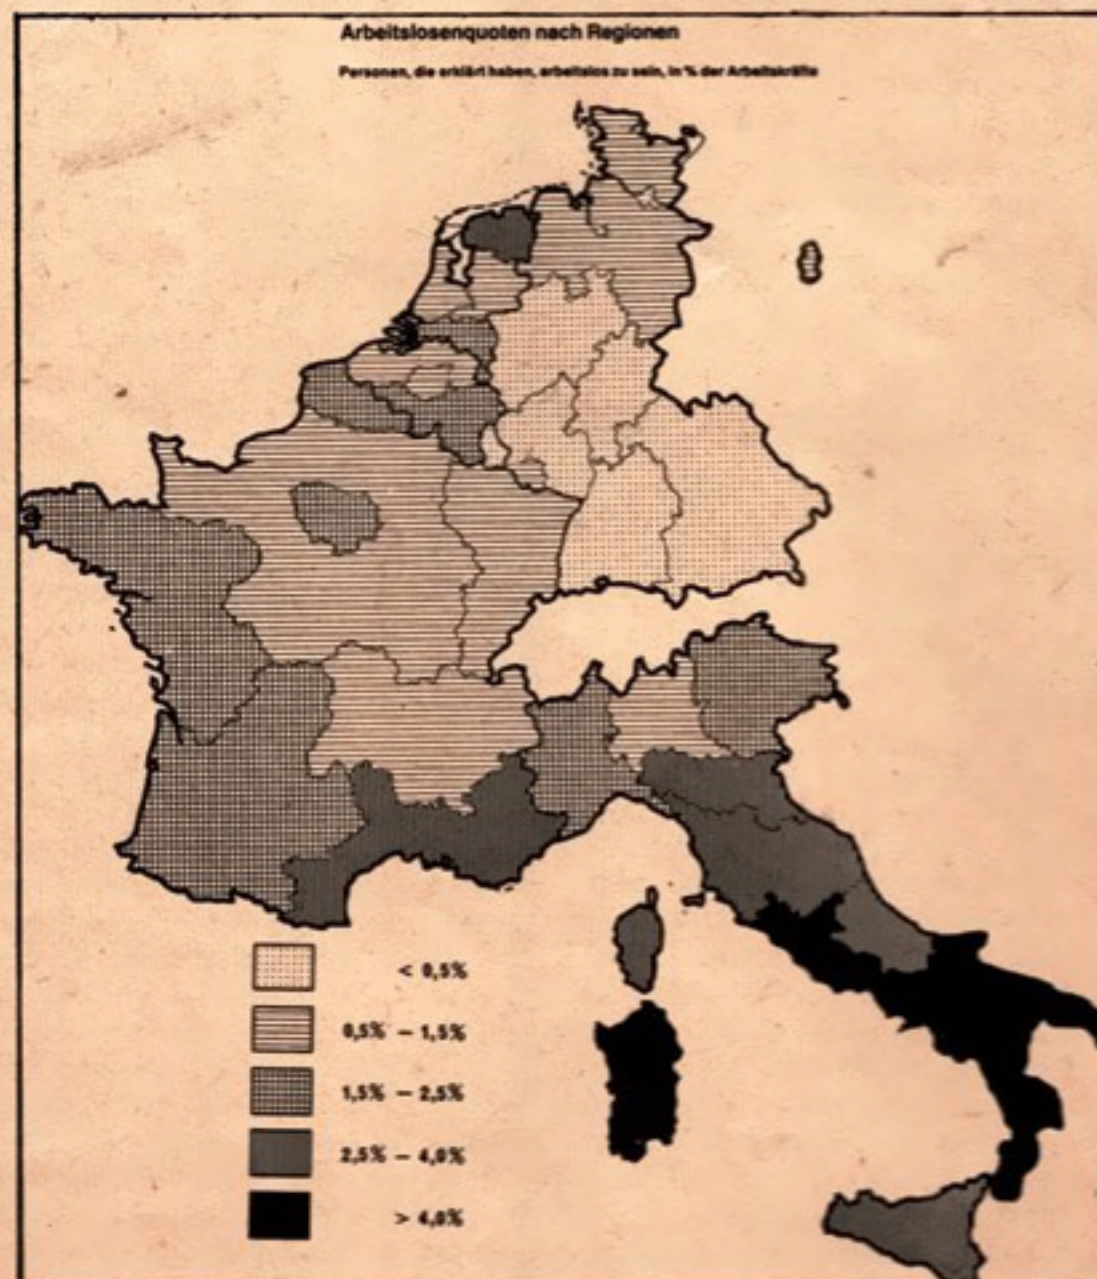 Arbeitslosenquoten nach Regionen
Personen, die erklärt haben, arbeitslos zu sein, in % der Arbeitskräfte
< 0,5%
0,5% – 1,5%
1,5% – 2,5%
2,5% – 4,0%
> 4,0%